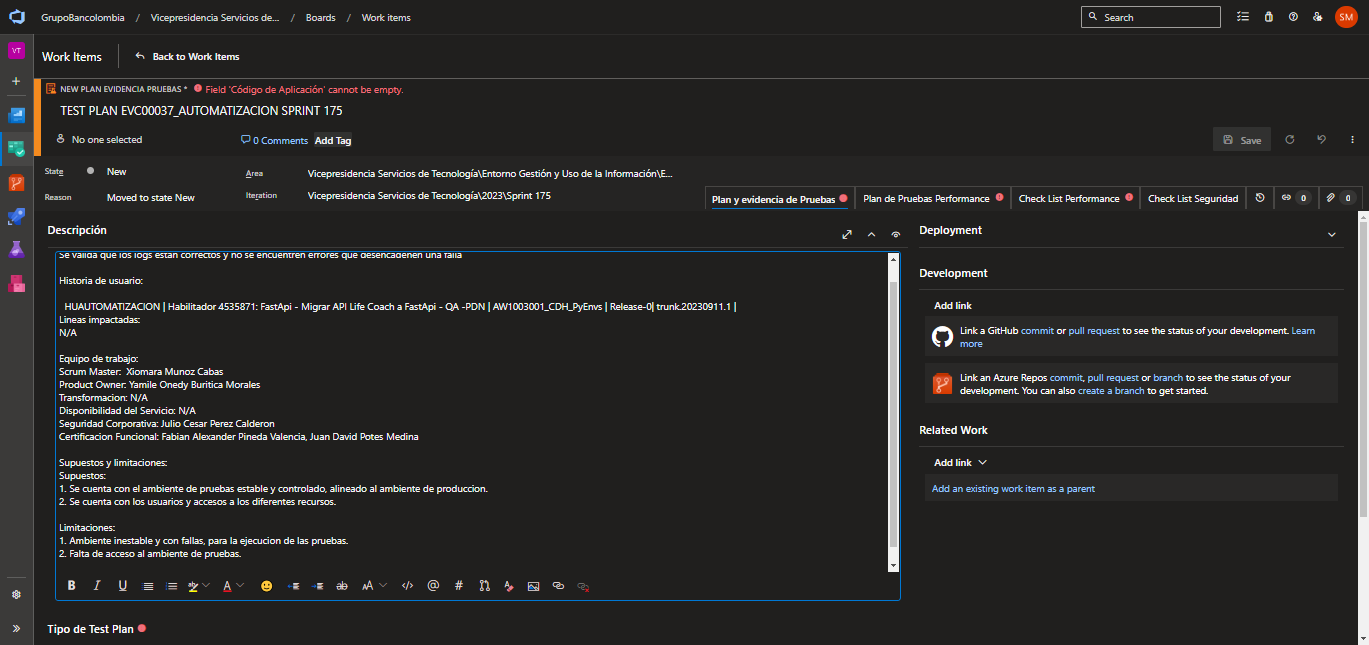 GrupoBancolombia / Vicepresidencia Servicios de... / Boards / Work items
Search
SM
VT
Work Items
Back to Work Items
NEW PLAN EVIDENCIA PRUEBAS * Field 'Código de Aplicación' cannot be empty.
TEST PLAN EVC00037_AUTOMATIZACION SPRINT 175
No one selected
0 Comments
Add Tag
Save
State
New
Area
Vicepresidencia Servicios de Tecnología\Entorno Gestión y Uso de la Información\E...
Reason
Moved to state New
Iteration
Vicepresidencia Servicios de Tecnología\2023\Sprint 175
Plan y evidencia de Pruebas
Plan de Pruebas Performance
Check List Performance
Check List Seguridad
0
0
Descripción
Se valida que los logs estan correctos y no se encuentren errores que desencadenen una falla
Historia de usuario:
HUAUTOMATIZACION | Habilitador 4535871: FastApi - Migrar API Life Coach a FastApi - QA -PDN | AW1003001_CDH_PyEnvs | Release-0| trunk.20230911.1 |
Lineas impactadas:
N/A
Equipo de trabajo:
Scrum Master:  Xiomara Munoz Cabas
Product Owner: Yamile Onedy Buritica Morales
Transformacion: N/A
Disponibilidad del Servicio: N/A
Seguridad Corporativa: Julio Cesar Perez Calderon
Certificacion Funcional: Fabian Alexander Pineda Valencia, Juan David Potes Medina
Supuestos y limitaciones:
Supuestos:
1. Se cuenta con el ambiente de pruebas estable y controlado, alineado al ambiente de produccion.
2. Se cuenta con los usuarios y accesos a los diferentes recursos.
Limitaciones:
1. Ambiente inestable y con fallas, para la ejecucion de las pruebas.
2. Falta de acceso al ambiente de pruebas.
Tipo de Test Plan
Deployment
Development
Add link
Link a GitHub commit or pull request to see the status of your development. Learn
more
Link an Azure Repos commit, pull request or branch to see the status of your
development. You can also create a branch to get started.
Related Work
Add link
Add an existing work item as a parent